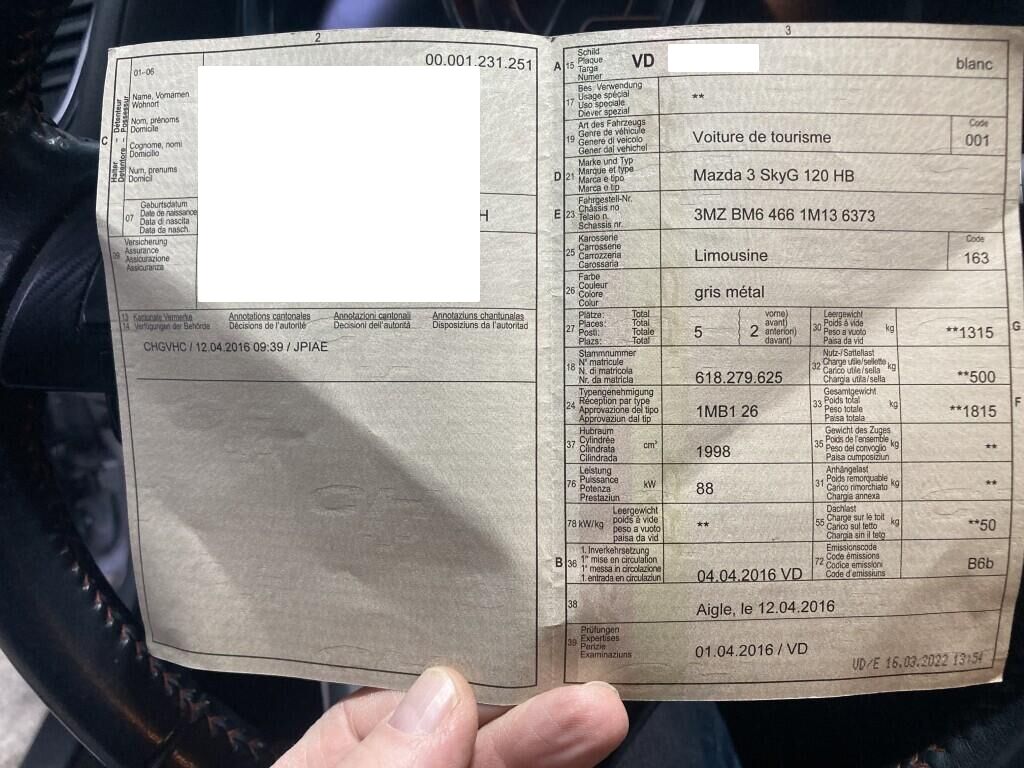 2
00.001.231.251
01-06
C
Halter - Détenteur
Detentore - Possessur
Name, Vornamen
Wohnort
Nom, prénoms
Domicile
Cognome, nomi
Domicilio
Num, prenums
Domicil
07
Geburtsdatum
Date de naissance
Data di nascita
Data da nasch.
H
09
Versicherung
Assurance
Assicurazione
Assicuranza
13 Kantonale Vermerke
14 Verfügungen der Behörde
Annotations cantonales
Décisions de l'autorité
Annotazioni cantonali
Decisioni dell'autorità
Annotaziuns chantunalas
Disposiziuns da l'autoritad
CHGVHC / 12.04.2016 09:39 / JPIAE
3
A 15
Schild
Plaque
Targa
Numer
VD
blanc
17
Bes. Verwendung
Usage spécial
Uso speciale
Diever spezial
**
19
Art des Fahrzeugs
Genre de véhicule
Genere di veicolo
Gener dal vehichel
Voiture de tourisme
Code
001
D 21
Marke und Typ
Marque et type
Marca e tipo
Marca e tip
Mazda 3 SkyG 120 HB
E 23
Fahrgestell-Nr.
Châssis no
Telaio n.
Schassis nr.
3MZ BM6 466 1M13 6373
25
Karosserie
Carrosserie
Carrozzeria
Carossaria
Limousine
Code
163
26
Farbe
Couleur
Colore
Colur
gris métal
27
Plätze: Total
Places: Total
Posti: Totale
Plazs: Total
5
2
vorne)
avant)
anterion)
davant)
30
Leergewicht
Poids à vide
Peso a vuoto
Paisa da vid
kg
**1315
G
18
Stammnummer
N° matricule
N. di matricola
Nr. da matricla
618.279.625
32
Nutz-/Sattellast
Charge utile/sellette
Carico utile/sella
Chargia utila/sella
kg
**500
24
Typengenehmigung
Réception par type
Approvazione del tipo
Approvaziun dal tip
1MB1 26
33
Gesamtgewicht
Poids total
Peso totale
Paisa totala
kg
**1815
F
37
Hubraum
Cylindrée
Cilindrata
Cilindrada
cm³
1998
35
Gewicht des Zuges
Poids de l'ensemble
Peso del convoglio
Paisa cumposiziun
kg
**
76
Leistung
Puissance
Potenza
Prestaziun
kW
88
31
Anhängelast
Poids remorquable
Carico rimorchiato
Chargia annexa
kg
**
78 kW/kg
Leergewicht
poids à vide
peso a vuoto
paisa da vid
**
55
Dachlast
Charge sur le toit
Carico sul tetto
Chargia sin il tetg
kg
**50
B 36
1. Inverkehrsetzung
1re mise en circulation
1a messa in circolazione
1. entrada en circulaziun
04.04.2016 VD
72
Emissionscode
Code émissions
Codice emissioni
Code d'emissiuns
B6b
38
Aigle, le 12.04.2016
39
Prüfungen
Expertises
Perizie
Examinaziuns
01.04.2016 / VD
VD/E 16.03.2022 13:54